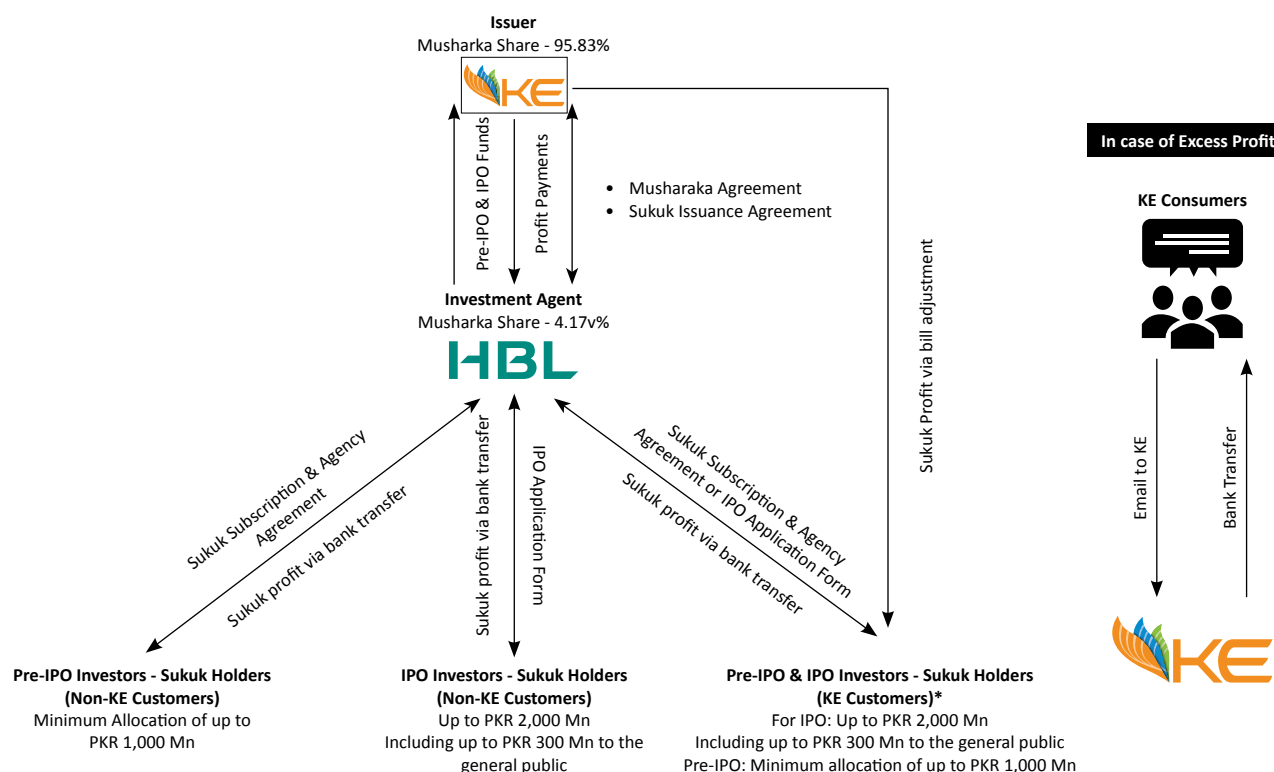 Issuer
Musharka Share - 95.83%
KE
Pre-IPO & IPO Funds
Profit Payments
• Musharaka Agreement
• Sukuk Issuance Agreement
Investment Agent
Musharka Share - 4.17v%
HBL
Sukuk Subscription & Agency
Agreement
Sukuk profit via bank transfer
Sukuk profit via bank transfer
IPO Application Form
Sukuk Subscription & Agency
Agreement or IPO Application Form
Sukuk profit via bank transfer
Sukuk Profit via bill adjustment
Pre-IPO Investors - Sukuk Holders
(Non-KE Customers)
Minimum Allocation of up to
PKR 1,000 Mn
IPO Investors - Sukuk Holders
(Non-KE Customers)
Up to PKR 2,000 Mn
Including up to PKR 300 Mn to the
general public
Pre-IPO & IPO Investors - Sukuk Holders
(KE Customers)*
For IPO: Up to PKR 2,000 Mn
Including up to PKR 300 Mn to the general public
Pre-IPO: Minimum allocation of up to PKR 1,000 Mn
In case of Excess Profit
KE Consumers
Email to KE
Bank Transfer
KE